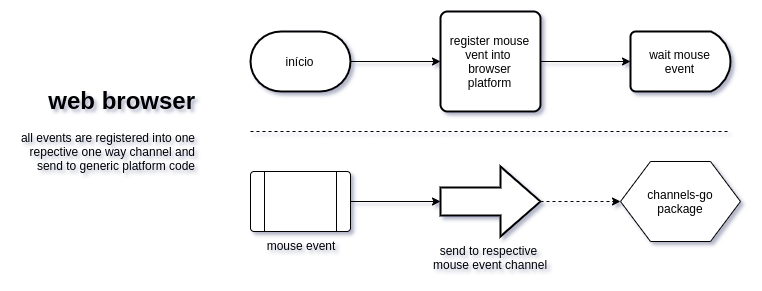 web browser
all events are registered into one
repective one way channel and
send to generic platform code
início
register mouse
vent into
browser
platform
wait mouse
event
mouse event
send to respective
mouse event channel
channels-go
package